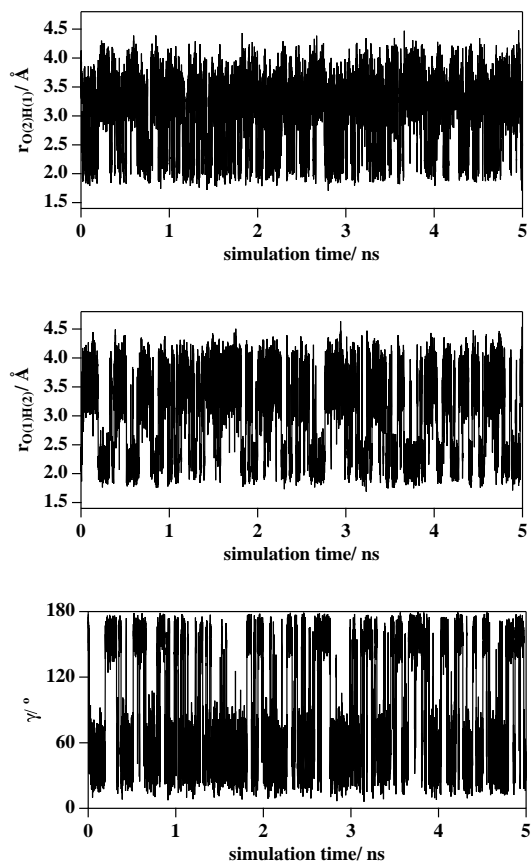 4.5
4.0
3.5
3.0
2.5
2.0
1.5
r_O(2)H(1)/ Å
0 1 2 3 4 5
simulation time/ ns
4.5
4.0
3.5
3.0
2.5
2.0
1.5
r_O(1)H(2)/ Å
0 1 2 3 4 5
simulation time/ ns
180
120
60
0
γ/ °
0 1 2 3 4 5
simulation time/ ns